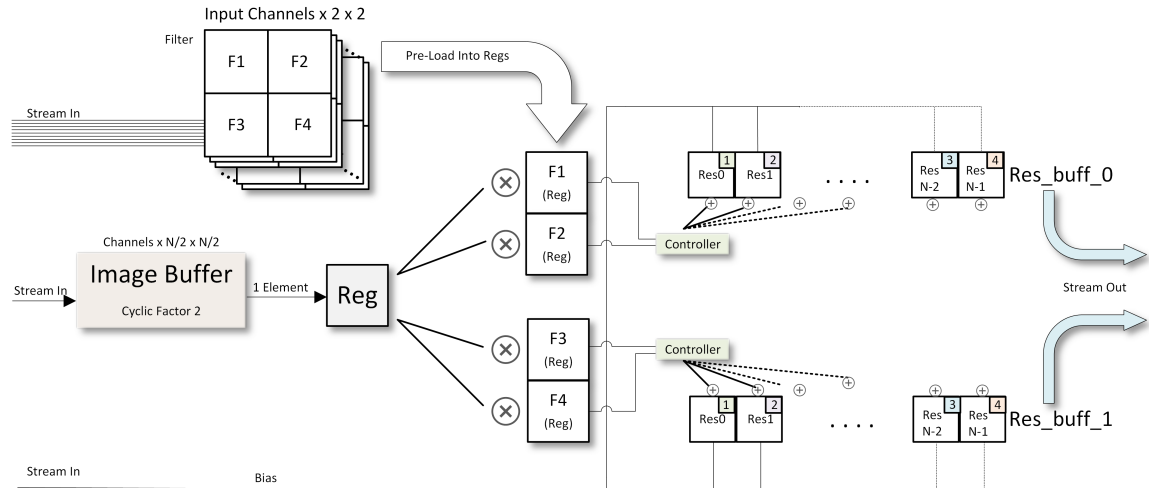 Input Channels x 2 x 2
Filter
F1
F2
F3
F4
Stream In
Pre-Load Into Regs
F1
(Reg)
F2
(Reg)
F3
(Reg)
F4
(Reg)
Channels x N/2 x N/2
Image Buffer
Cyclic Factor 2
Stream In
1 Element
Reg
Controller
Controller
1
Res0
2
Res1
. . . .
3
Res
N-2
4
Res
N-1
Res_buff_0
Stream Out
1
Res0
2
Res1
. . . .
3
Res
N-2
4
Res
N-1
Res_buff_1
Stream In
Bias